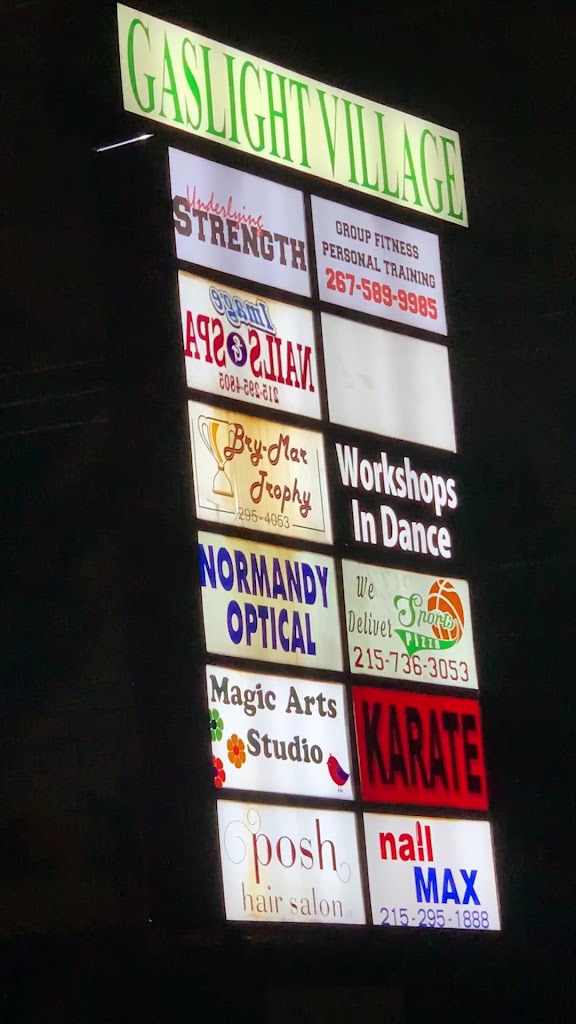 GASLIGHT VILLAGE
Underlying
STRENGTH
GROUP FITNESS
PERSONAL TRAINING
267-589-9985
Image
NAILS & SPA
215-295-4805
Bry-Mar
Trophy
295-4053
Workshops
In Dance
NORMANDY
OPTICAL
We
Deliver
Sports
PIZZA
215-736-3053
Magic Arts
Studio
KARATE
posh
hair salon
nail
MAX
215-295-1888